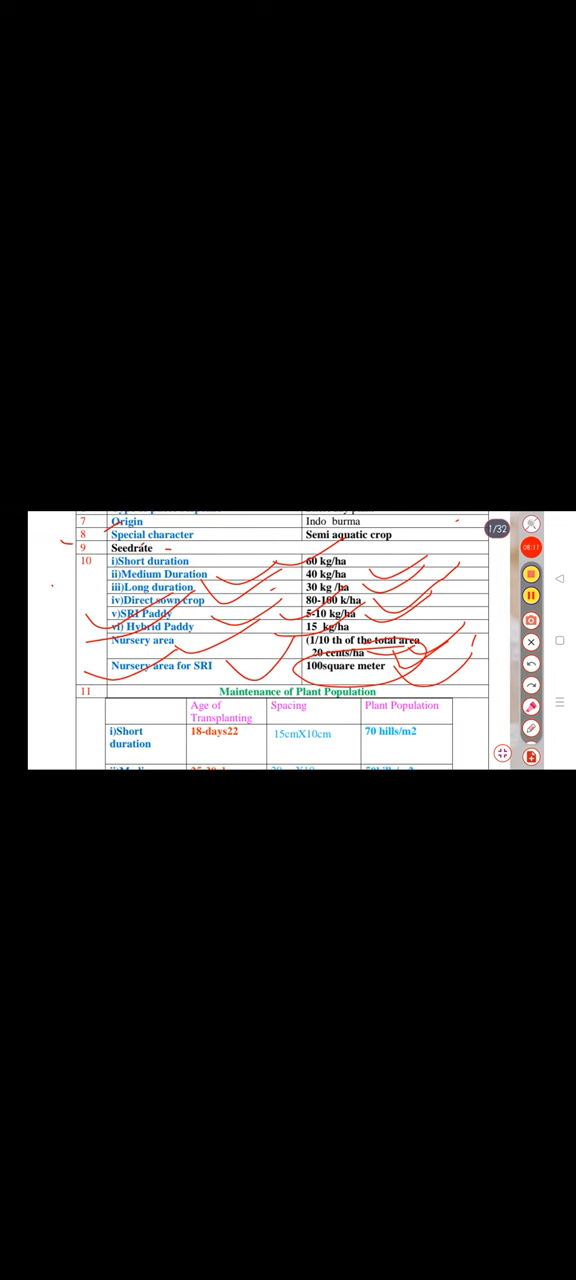 7 Origin Indo burma
8 Special character Semi aquatic crop
9 Seedrate
10 i)Short duration 60 kg/ha
ii)Medium Duration 40 kg/ha
iii)Long duration 30 kg /ha
iv)Direct sown crop 80-100 k/ha
v)SRI Paddy 5-10 kg/ha
vi) Hybrid Paddy 15 kg/ha
Nursery area (1/10 th of the total area
20 cents/ha
Nursery area for SRI 100square meter
11 Maintenance of Plant Population
Age of Transplanting Spacing Plant Population
i)Short duration 18-days22 15cmX10cm 70 hills/m2
1/32
08:11